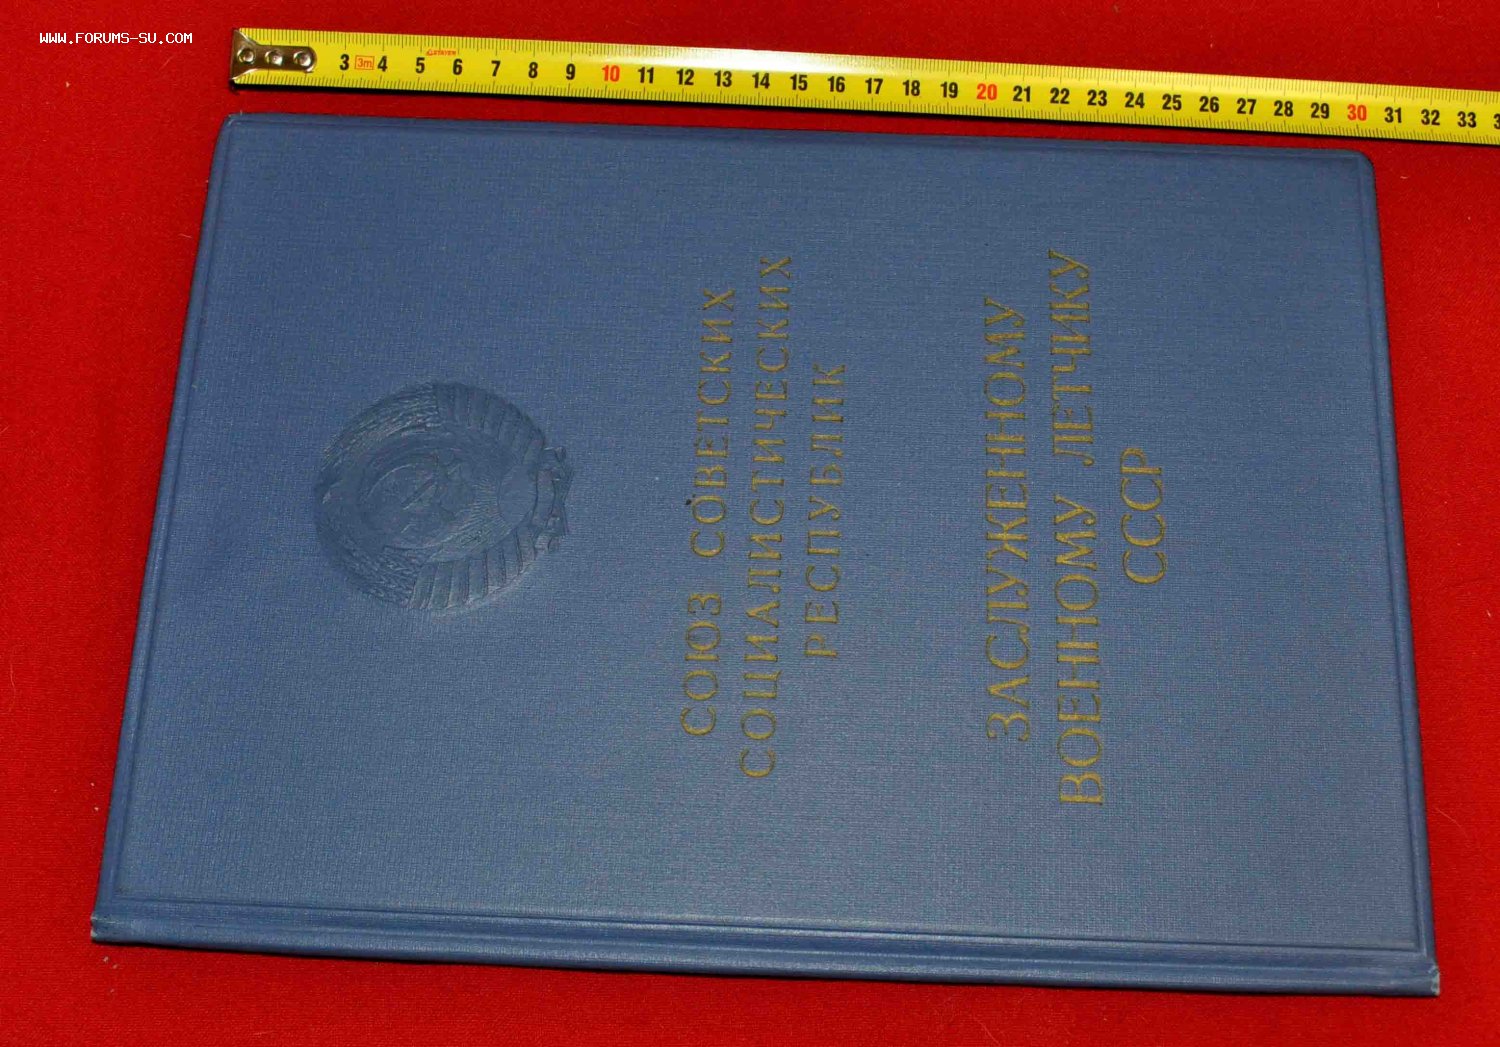 WWW.FORUMS-SU.COM
3 3m 4 5 6 7 8 9 10 11 12 13 14 15 16 17 18 19 20 21 22 23 24 25 26 27 28 29 30 31 32 33
STAYER
СОЮЗ СОВЕТСКИХ
СОЦИАЛИСТИЧЕСКИХ
РЕСПУБЛИК
ЗАСЛУЖЕННОМУ
ВОЕННОМУ ЛЕТЧИКУ
СССР